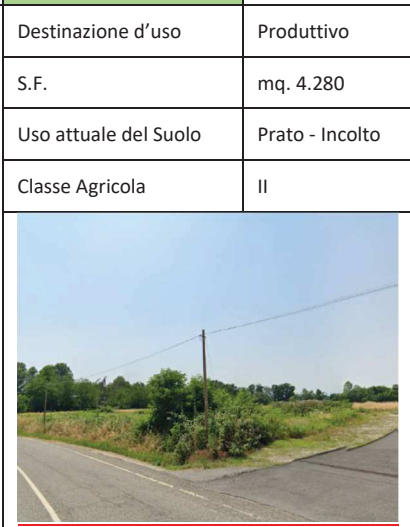 Destinazione d’uso Produttivo
S.F. mq. 4.280
Uso attuale del Suolo Prato - Incolto
Classe Agricola II